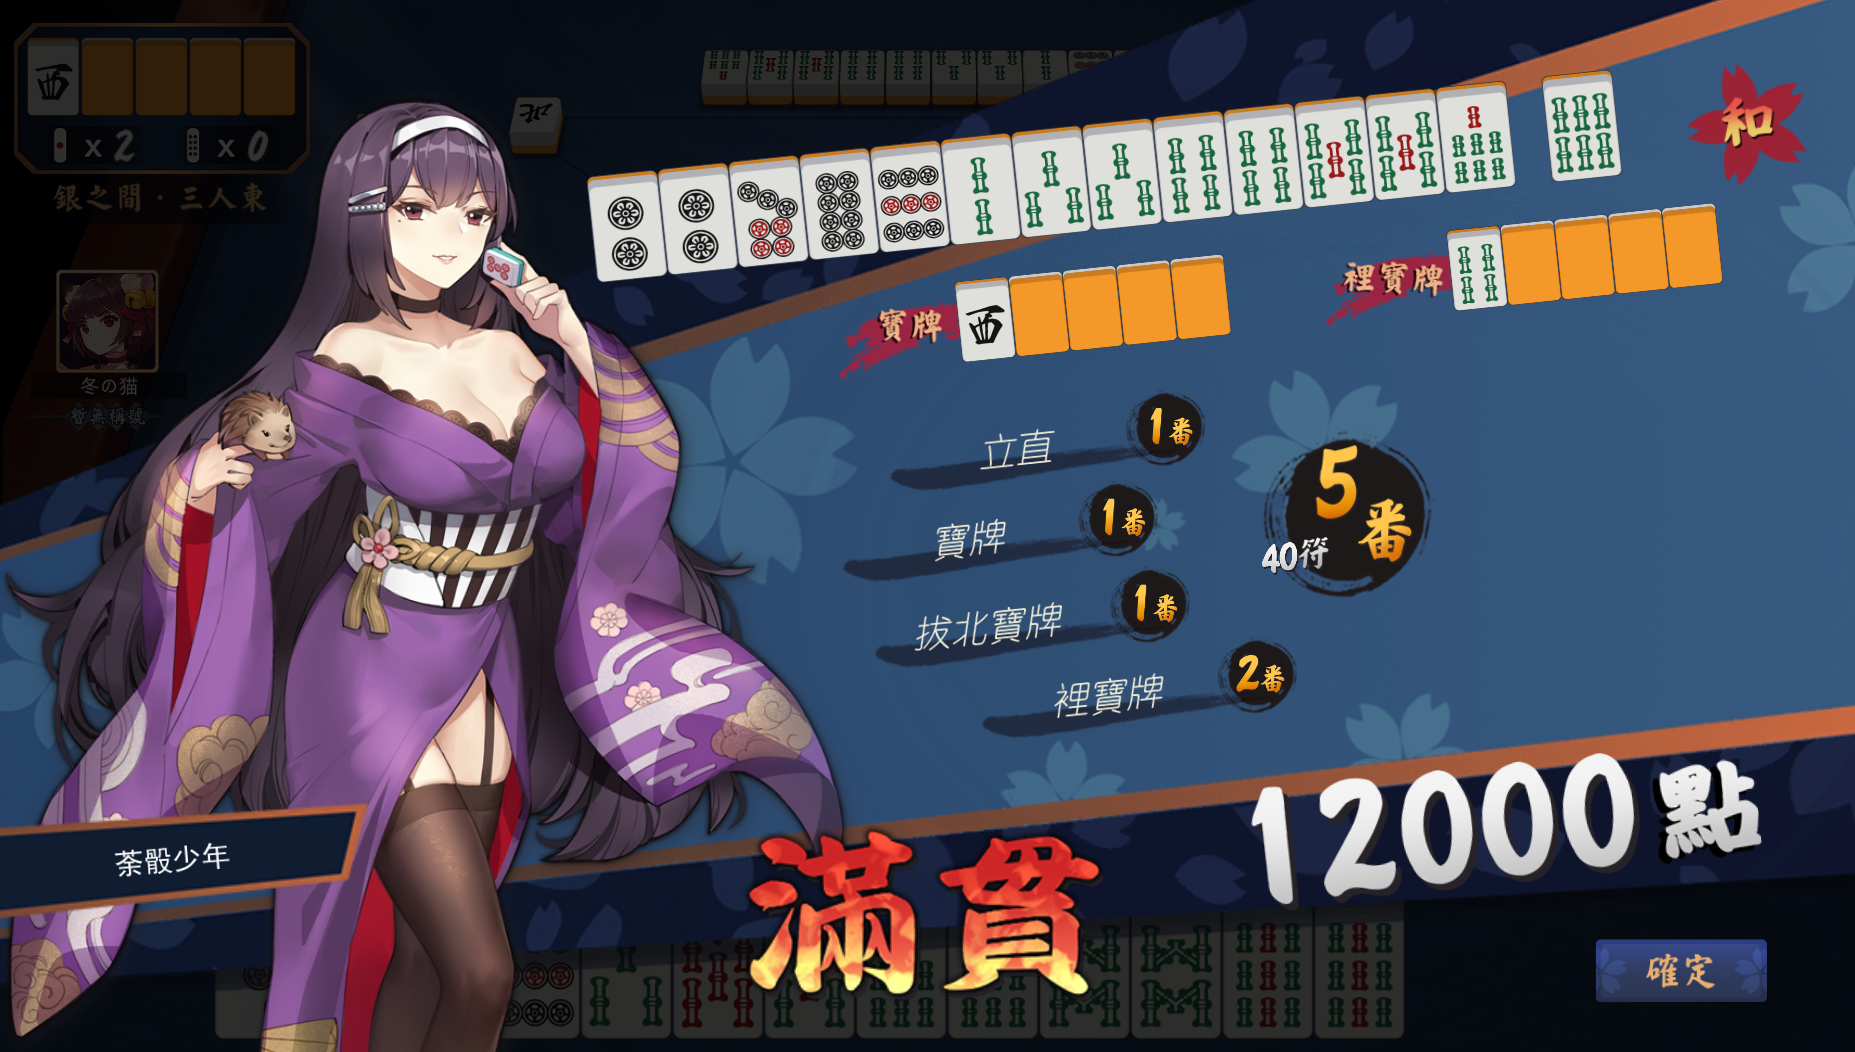 西
x 2
x 0
銀之間・三人東
冬の猫
暫無稱號
北
和
寶牌
西
裡寶牌
立直 1番
寶牌 1番
拔北寶牌 1番
裡寶牌 2番
5番
40符
荼骰少年
滿貫
12000點
確定